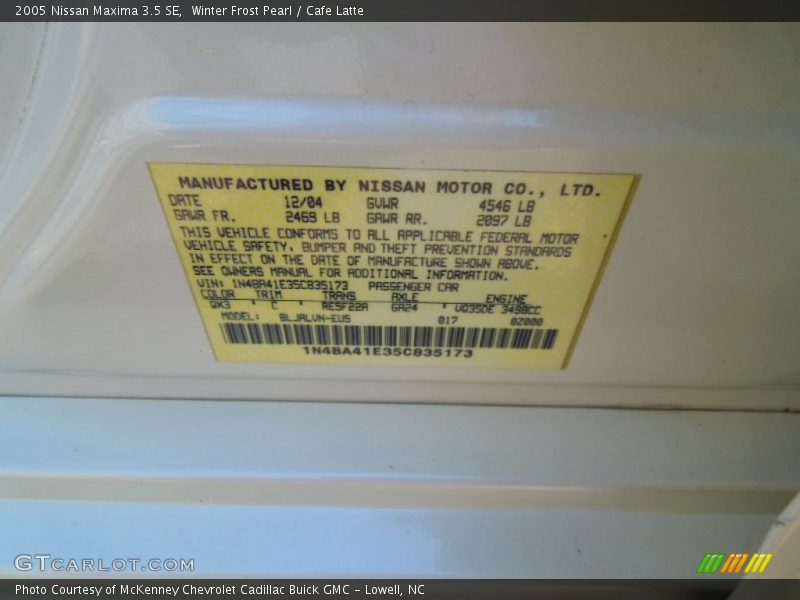 2005 Nissan Maxima 3.5 SE,  Winter Frost Pearl / Cafe Latte
MANUFACTURED BY NISSAN MOTOR CO., LTD.
DATE 12/04 GVWR 4546 LB
GAWR FR. 2469 LB GAWR RR. 2097 LB
THIS VEHICLE CONFORMS TO ALL APPLICABLE FEDERAL MOTOR
VEHICLE SAFETY, BUMPER AND THEFT PREVENTION STANDARDS
IN EFFECT ON THE DATE OF MANUFACTURE SHOWN ABOVE.
SEE OWNERS MANUAL FOR ADDITIONAL INFORMATION.
VIN: 1N4BA41E35C835173 PASSENGER CAR
COLOR TRIM TRANS AXLE ENGINE
QX3 ' C ' RE5F22A GA24 ' VQ35DE 3498CC
MODEL: BLJALVN-EUS 017 0Z000
1N4BA41E35C835173
GTCARLOT.COM
Photo Courtesy of McKenney Chevrolet Cadillac Buick GMC - Lowell, NC